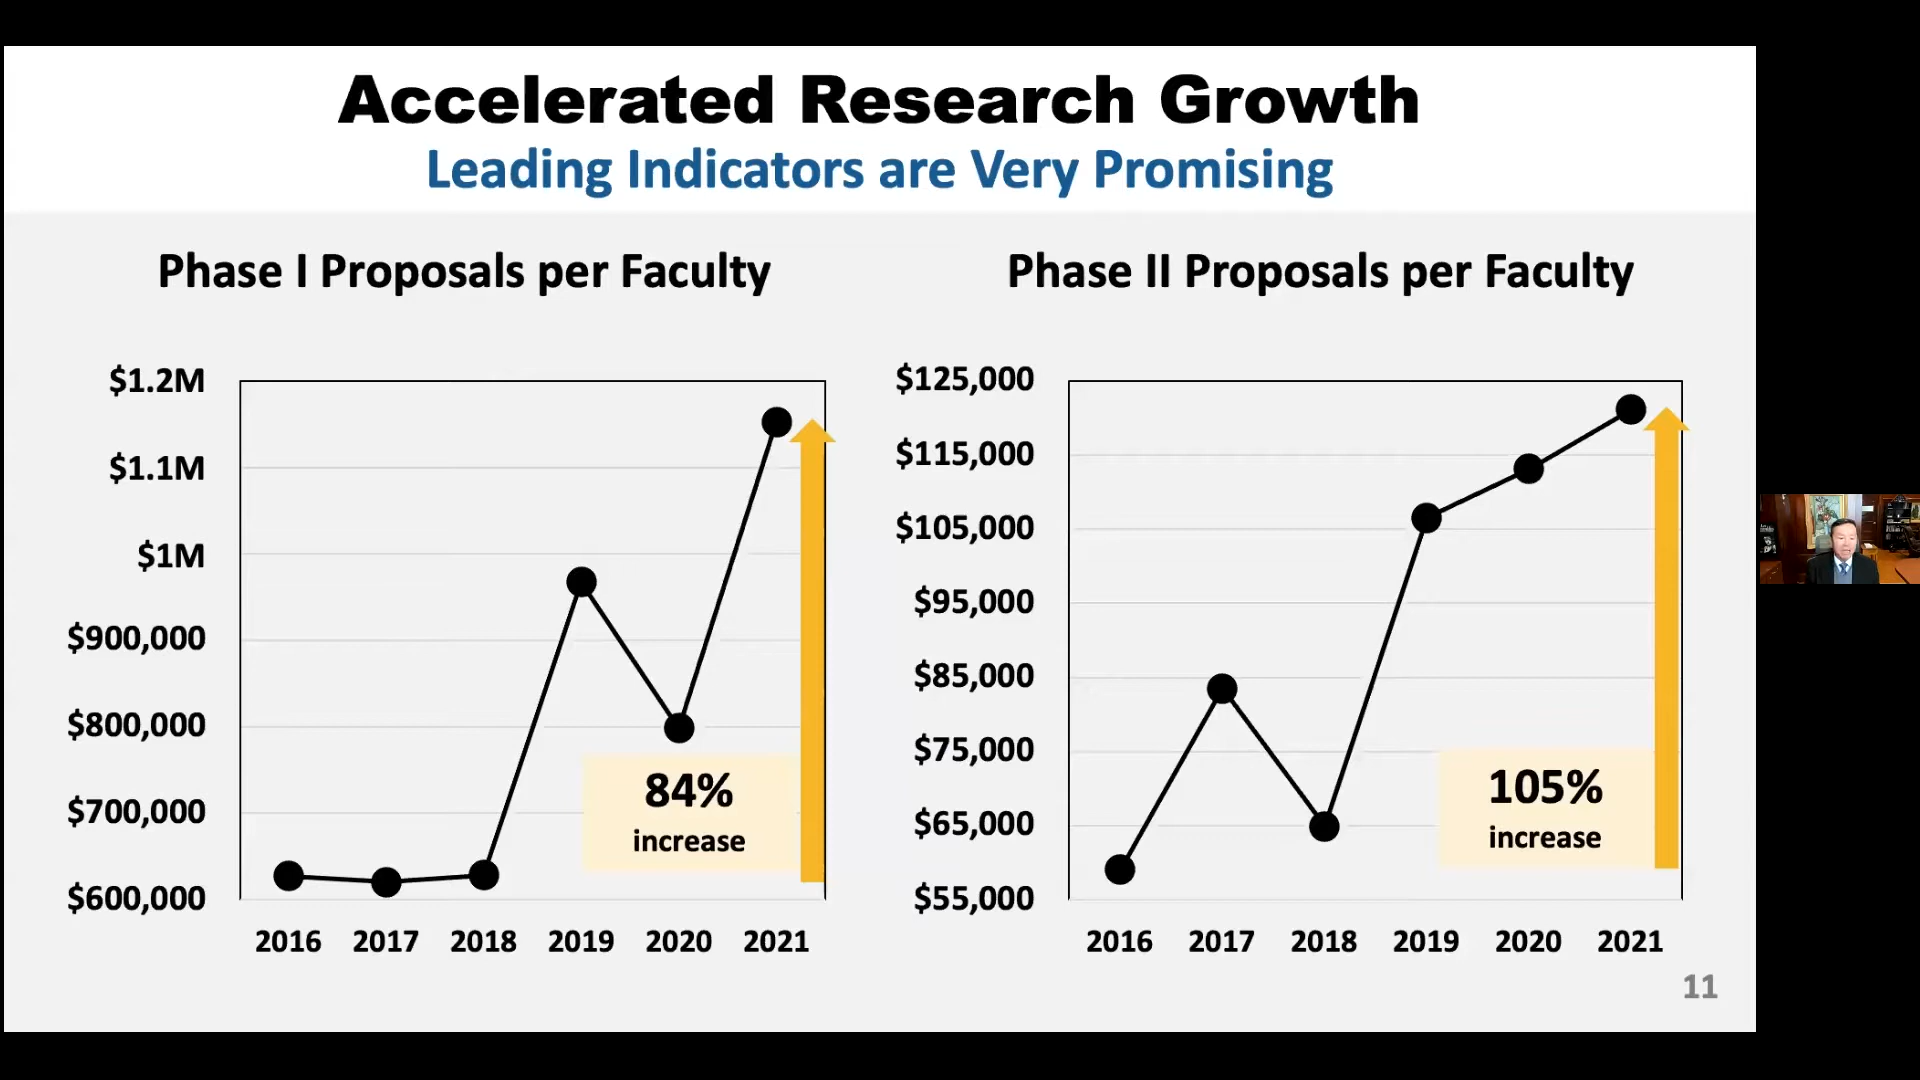 Accelerated Research Growth
Leading Indicators are Very Promising
Phase I Proposals per Faculty
$1.2M
$1.1M
$1M
$900,000
$800,000
$700,000
$600,000
84%
increase
2016 2017 2018 2019 2020 2021
Phase II Proposals per Faculty
$125,000
$115,000
$105,000
$95,000
$85,000
$75,000
$65,000
$55,000
105%
increase
2016 2017 2018 2019 2020 2021
11